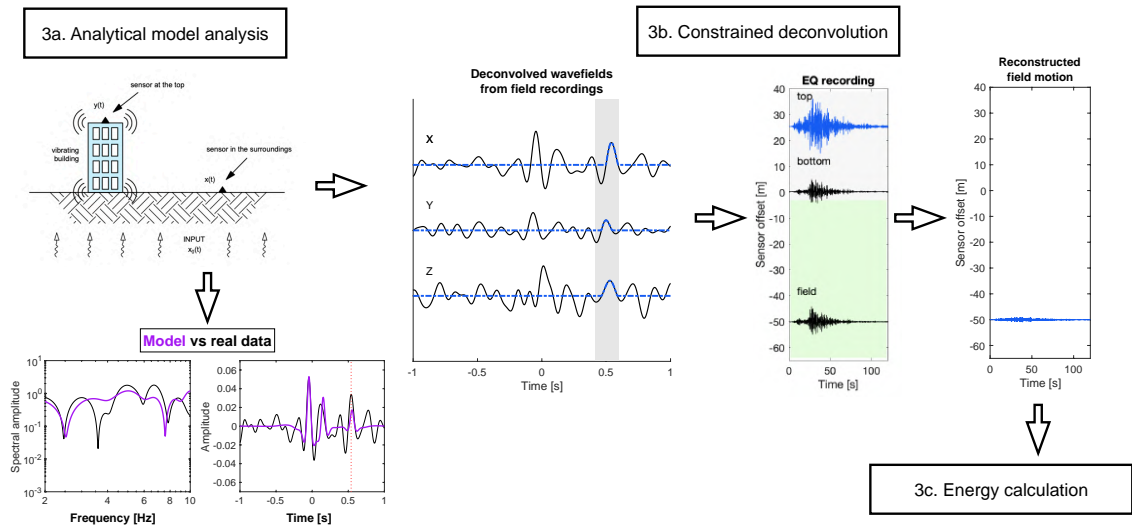 3a. Analytical model analysis
3b. Constrained deconvolution
sensor at the top
y(t)
vibrating
building
sensor in the surroundings
x(t)
INPUT
x₀(t)
Model vs real data
Spectral amplitude
10¹
10⁰
10⁻¹
10⁻²
10⁻³
2
4
6
8
10
Frequency [Hz]
Amplitude
0.06
0.04
0.02
0
-0.02
-0.04
-0.06
-1
-0.5
0
0.5
1
Time [s]
Deconvolved wavefields
from field recordings
X
Y
Z
-1
-0.5
0
0.5
1
Time [s]
EQ recording
Sensor offset [m]
40
30
20
10
0
-10
-20
-30
-40
-50
-60
top
bottom
field
0
50
100
Time [s]
Reconstructed
field motion
Sensor offset [m]
40
30
20
10
0
-10
-20
-30
-40
-50
-60
0
50
100
Time [s]
3c. Energy calculation